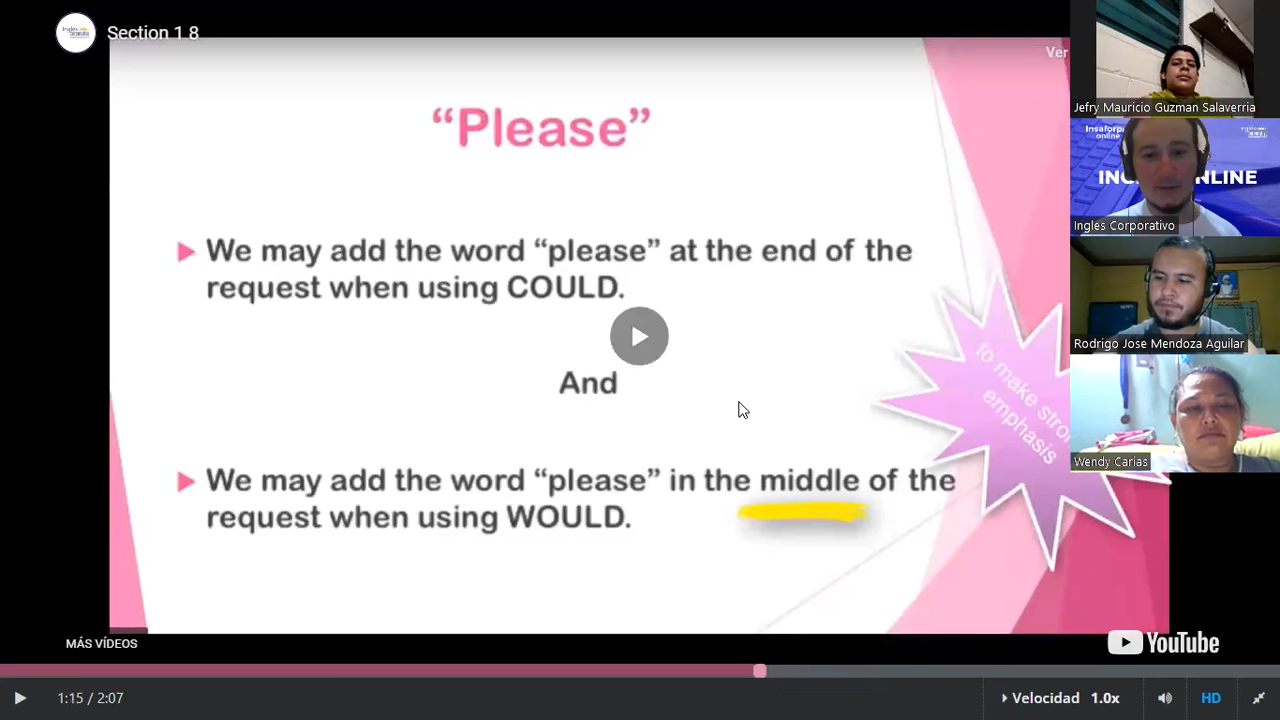 Section 1 8
Ver
“Please”
We may add the word “please” at the end of the
request when using COULD.
And
to make
emphasis
We may add the word “please” in the middle of the
request when using WOULD.
MÁS VÍDEOS
YouTube
1:15 / 2:07
Velocidad 1.0x
HD
Jefry Mauricio Guzman Salaverria
online
Ingles Corporativo
Rodrigo Jose Mendoza Aguilar
Wendy Carias